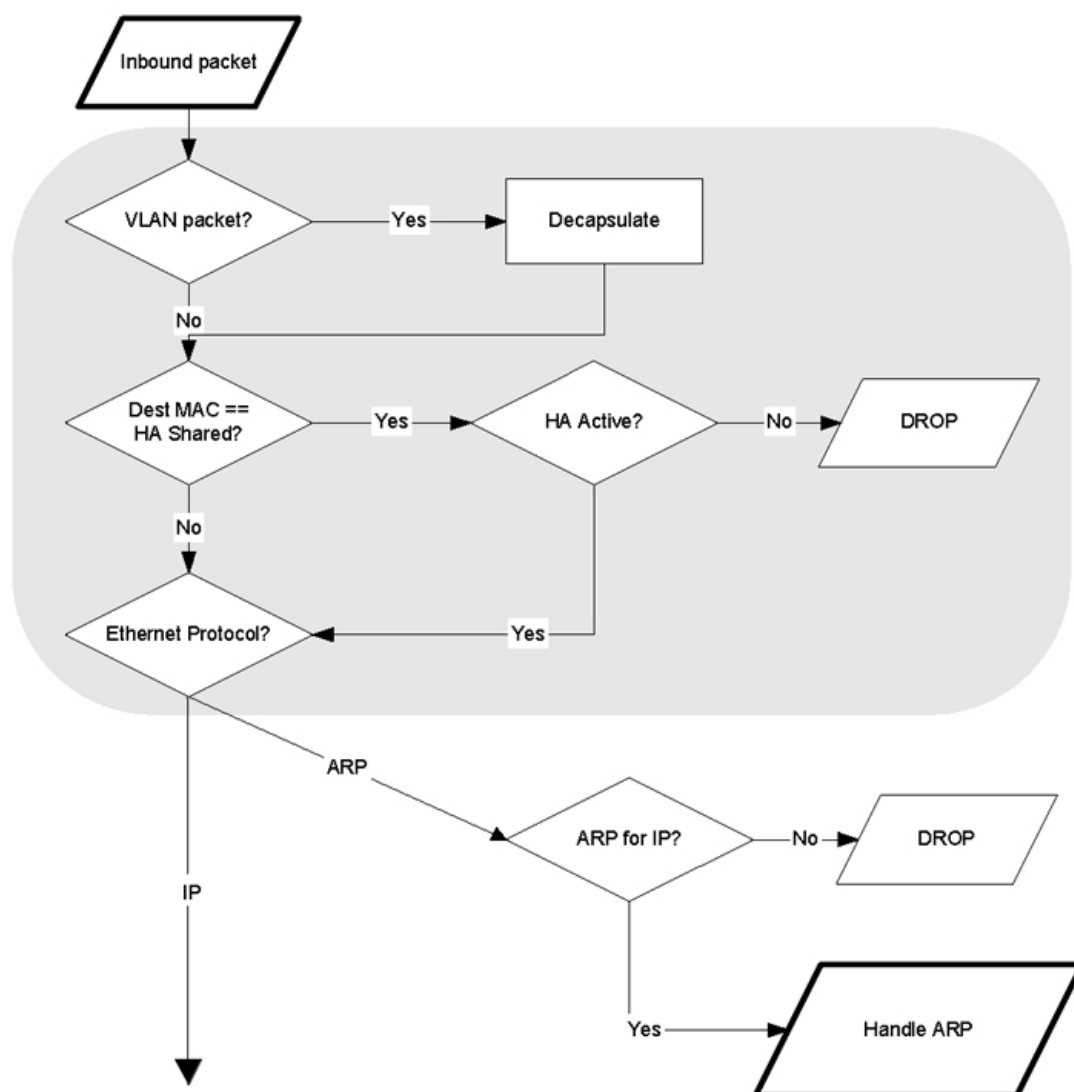 Inbound packet
VLAN packet?
Yes
Decapsulate
No
Dest MAC ==
HA Shared?
Yes
HA Active?
No
DROP
No
Ethernet Protocol?
Yes
ARP
ARP for IP?
No
DROP
IP
Yes
Handle ARP